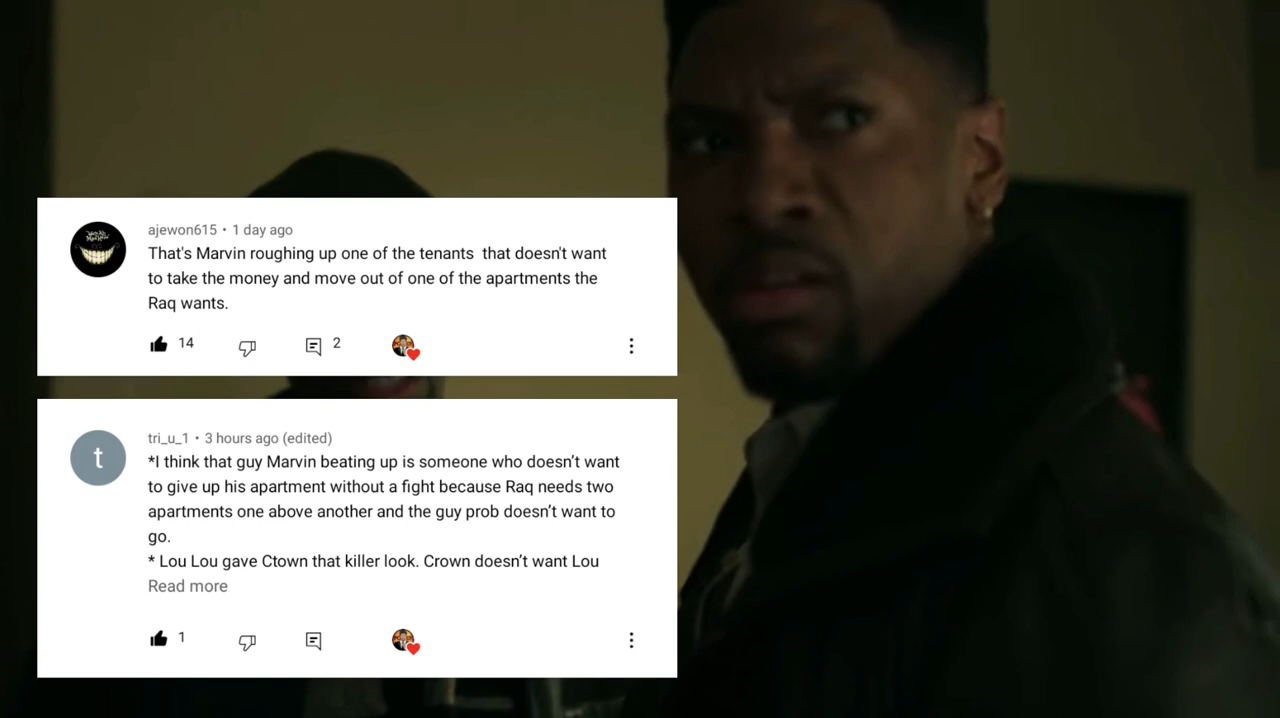 ajewon615 • 1 day ago
That's Marvin roughing up one of the tenants that doesn't want
to take the money and move out of one of the apartments the
Raq wants.
14
2
t
tri_u_1 • 3 hours ago (edited)
*I think that guy Marvin beating up is someone who doesn’t want
to give up his apartment without a fight because Raq needs two
apartments one above another and the guy prob doesn’t want to
go.
* Lou Lou gave Ctown that killer look. Crown doesn’t want Lou
Read more
1